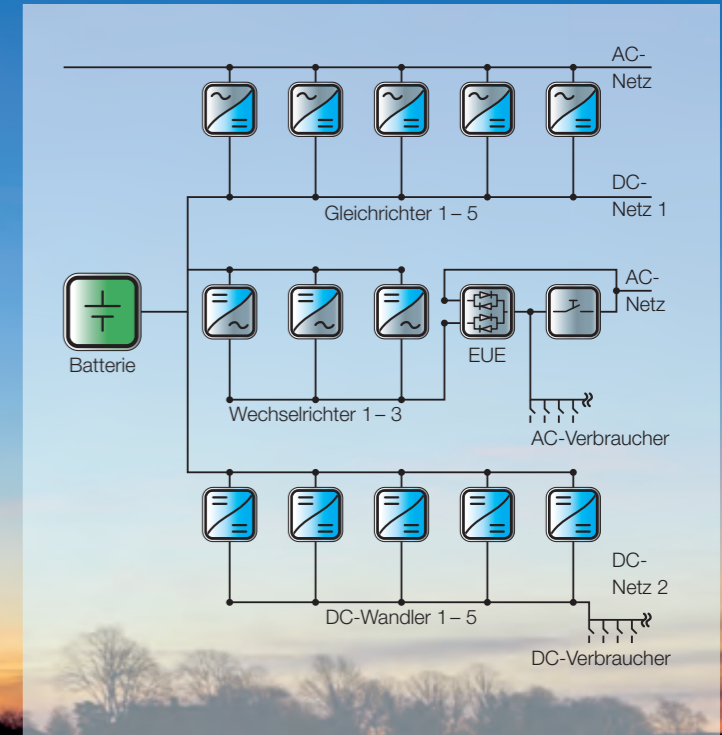 AC-
Netz
DC-
Netz 1
Gleichrichter 1 – 5
AC-
Netz
Batterie
EUE
Wechselrichter 1 – 3
AC-Verbraucher
DC-
Netz 2
DC-Wandler 1 – 5
DC-Verbraucher